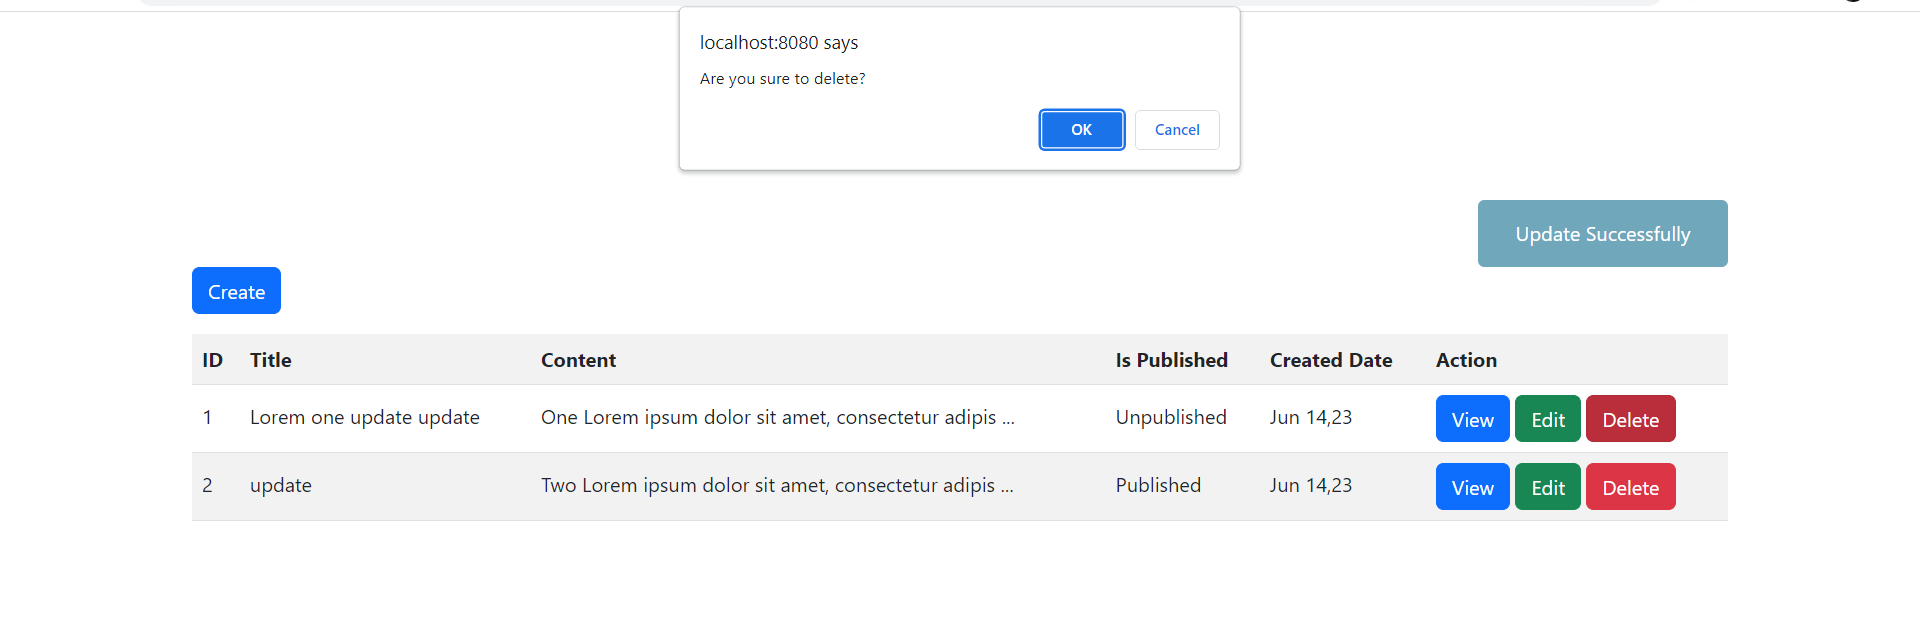 localhost:8080 says
Are you sure to delete?
OK Cancel
Update Successfully
Create
ID Title Content Is Published Created Date Action
1 Lorem one update update One Lorem ipsum dolor sit amet, consectetur adipis ... Unpublished Jun 14,23 View Edit Delete
2 update Two Lorem ipsum dolor sit amet, consectetur adipis ... Published Jun 14,23 View Edit Delete